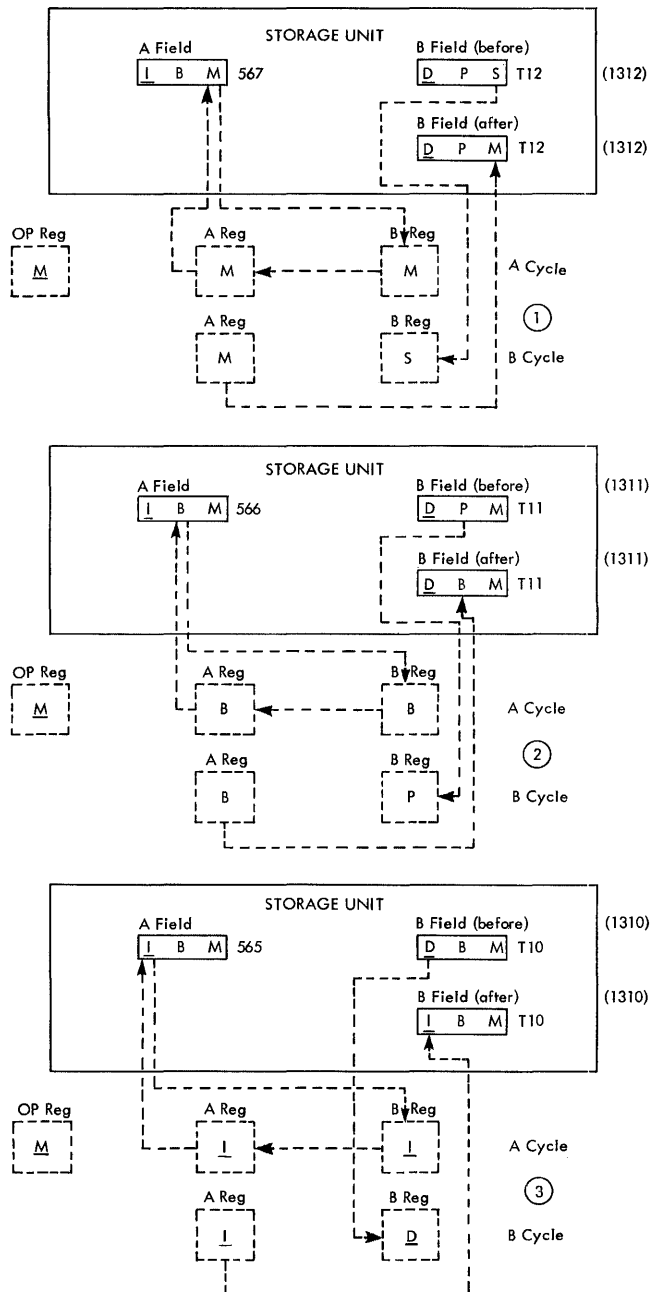 STORAGE UNIT
A Field
I B M 567
B Field (before)
D P S T12 (1312)
B Field (after)
D P M T12 (1312)
OP Reg
M
A Reg
M
B Reg
M
A Cycle
1
A Reg
M
B Reg
S
B Cycle
STORAGE UNIT
A Field
I B M 566
B Field (before)
D P M T11 (1311)
B Field (after)
D B M T11 (1311)
OP Reg
M
A Reg
B
B Reg
B
A Cycle
2
A Reg
B
B Reg
P
B Cycle
STORAGE UNIT
A Field
I B M 565
B Field (before)
D B M T10 (1310)
B Field (after)
I B M T10 (1310)
OP Reg
M
A Reg
I
B Reg
I
A Cycle
3
A Reg
I
B Reg
D
B Cycle